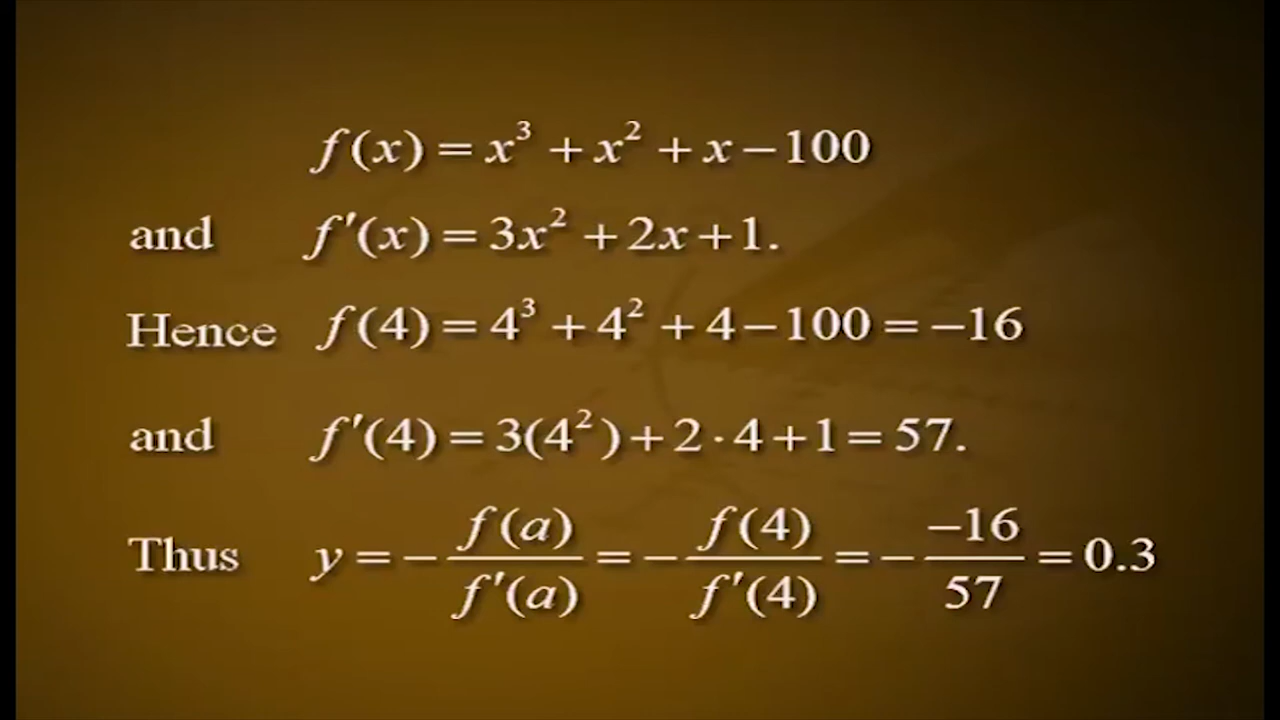 f(x) = x³ + x² + x − 100
and f′(x) = 3x² + 2x + 1.
Hence f(4) = 4³ + 4² + 4 − 100 = −16
and f′(4) = 3(4²) + 2 · 4 + 1 = 57.
Thus y = − f(a)/f′(a) = − f(4)/f′(4) = − −16/57 = 0.3